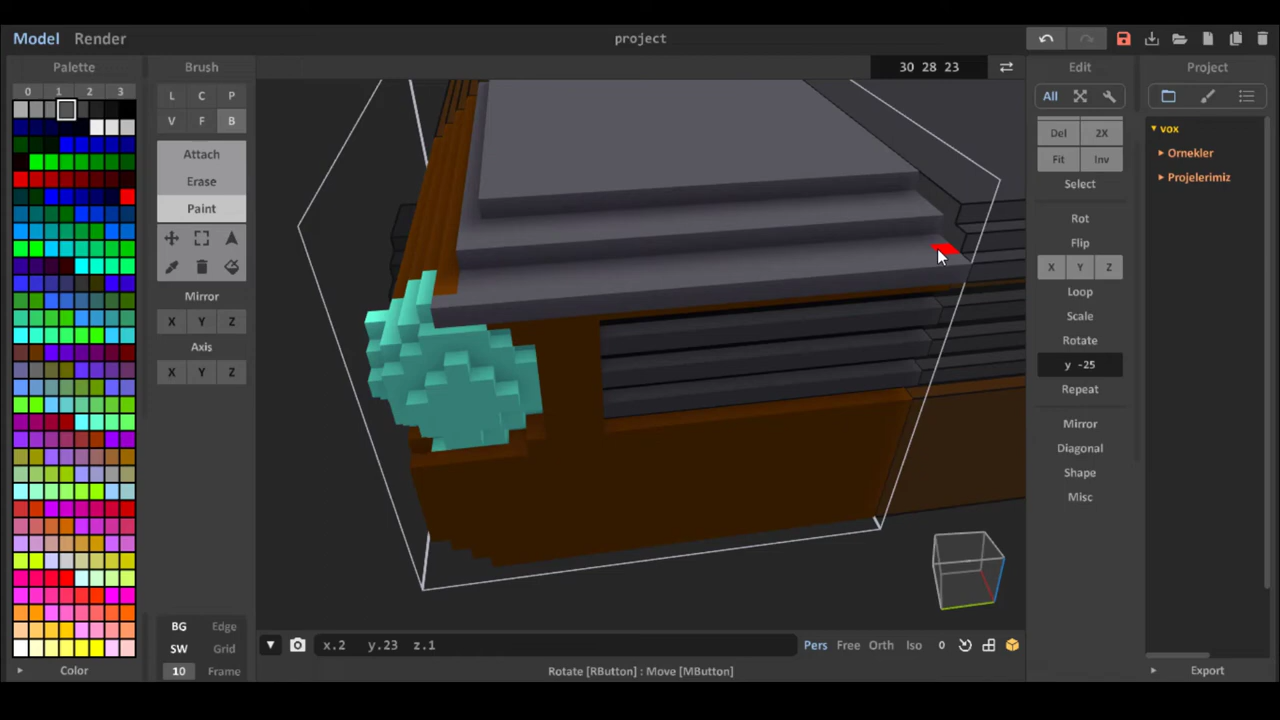 Model Render
project
Palette
0 1 2 3
Color
Brush
L C P
V F B
Attach
Erase
Paint
Mirror
X Y Z
Axis
X Y Z
BG Edge
SW Grid
10 Frame
30 28 23
x.2 y.23 z.1
Pers Free Orth Iso 0
Rotate [RButton] : Move [MButton]
Edit
All
Del 2X
Fit Inv
Select
Rot
Flip
X Y Z
Loop
Scale
Rotate
y -25
Repeat
Mirror
Diagonal
Shape
Misc
Project
vox
Ornekler
Projelerimiz
Export